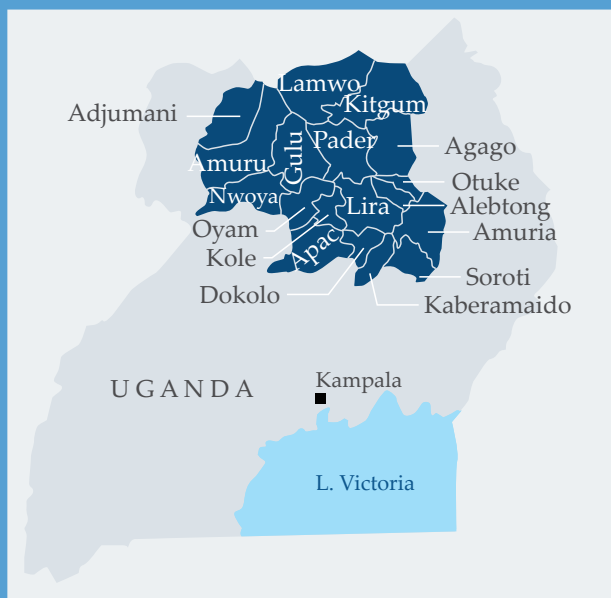 Lamwo
Kitgum
Adjumani
Pader
Gulu
Agago
Amuru
Otuke
Nwoya
Lira
Alebtong
Oyam
Amuria
Kole
Apac
Soroti
Dokolo
Kaberamaido
Kampala
UGANDA
L. Victoria